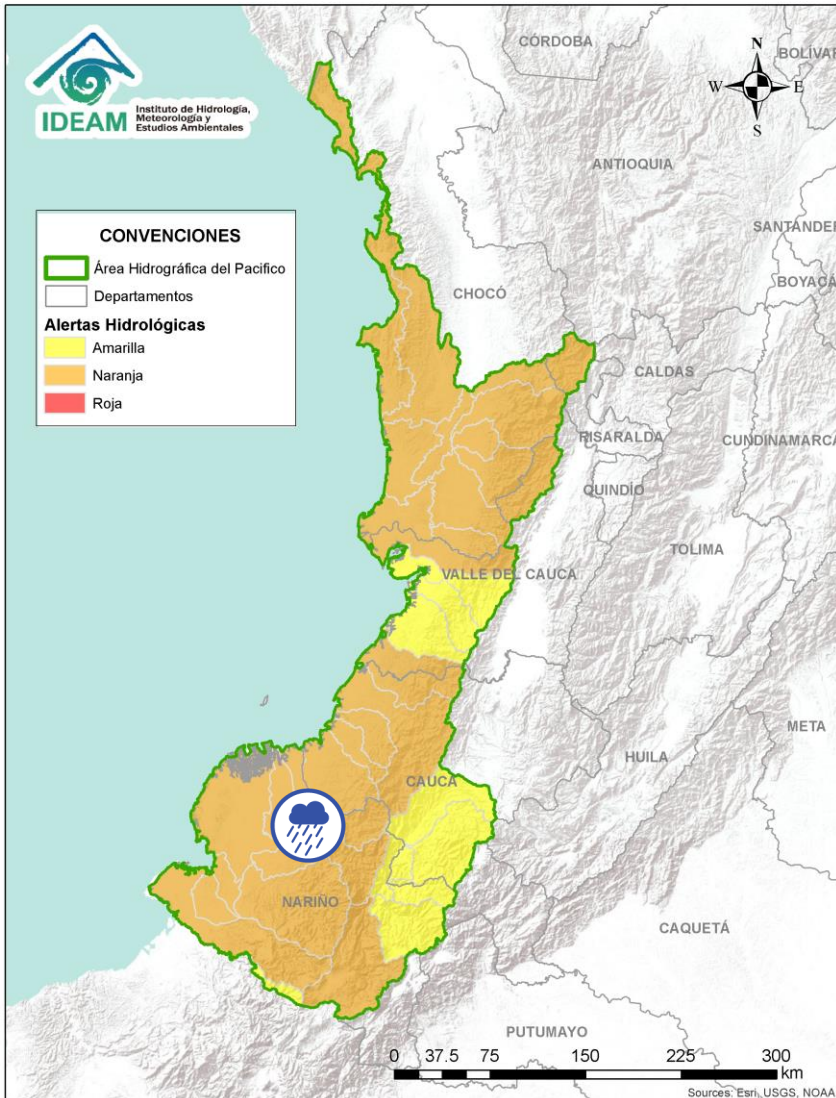 IDEAM
Instituto de Hidrología,
Meteorología y
Estudios Ambientales
CÓRDOBA
BOLÍVAR
N
W
E
S
ANTIOQUIA
CONVENCIONES
Área Hidrográfica del Pacifico
Departamentos
Alertas Hidrológicas
Amarilla
Naranja
Roja
SANTANDER
BOYACÁ
CHOCÓ
CALDAS
RISARALDA
CUNDINAMARCA
QUINDÍO
TOLIMA
VALLE DEL CAUCA
META
HUILA
CAUCA
NARIÑO
CAQUETÁ
PUTUMAYO
0 37.5 75 150 225 300
km
Sources: Esri, USGS, NOAA